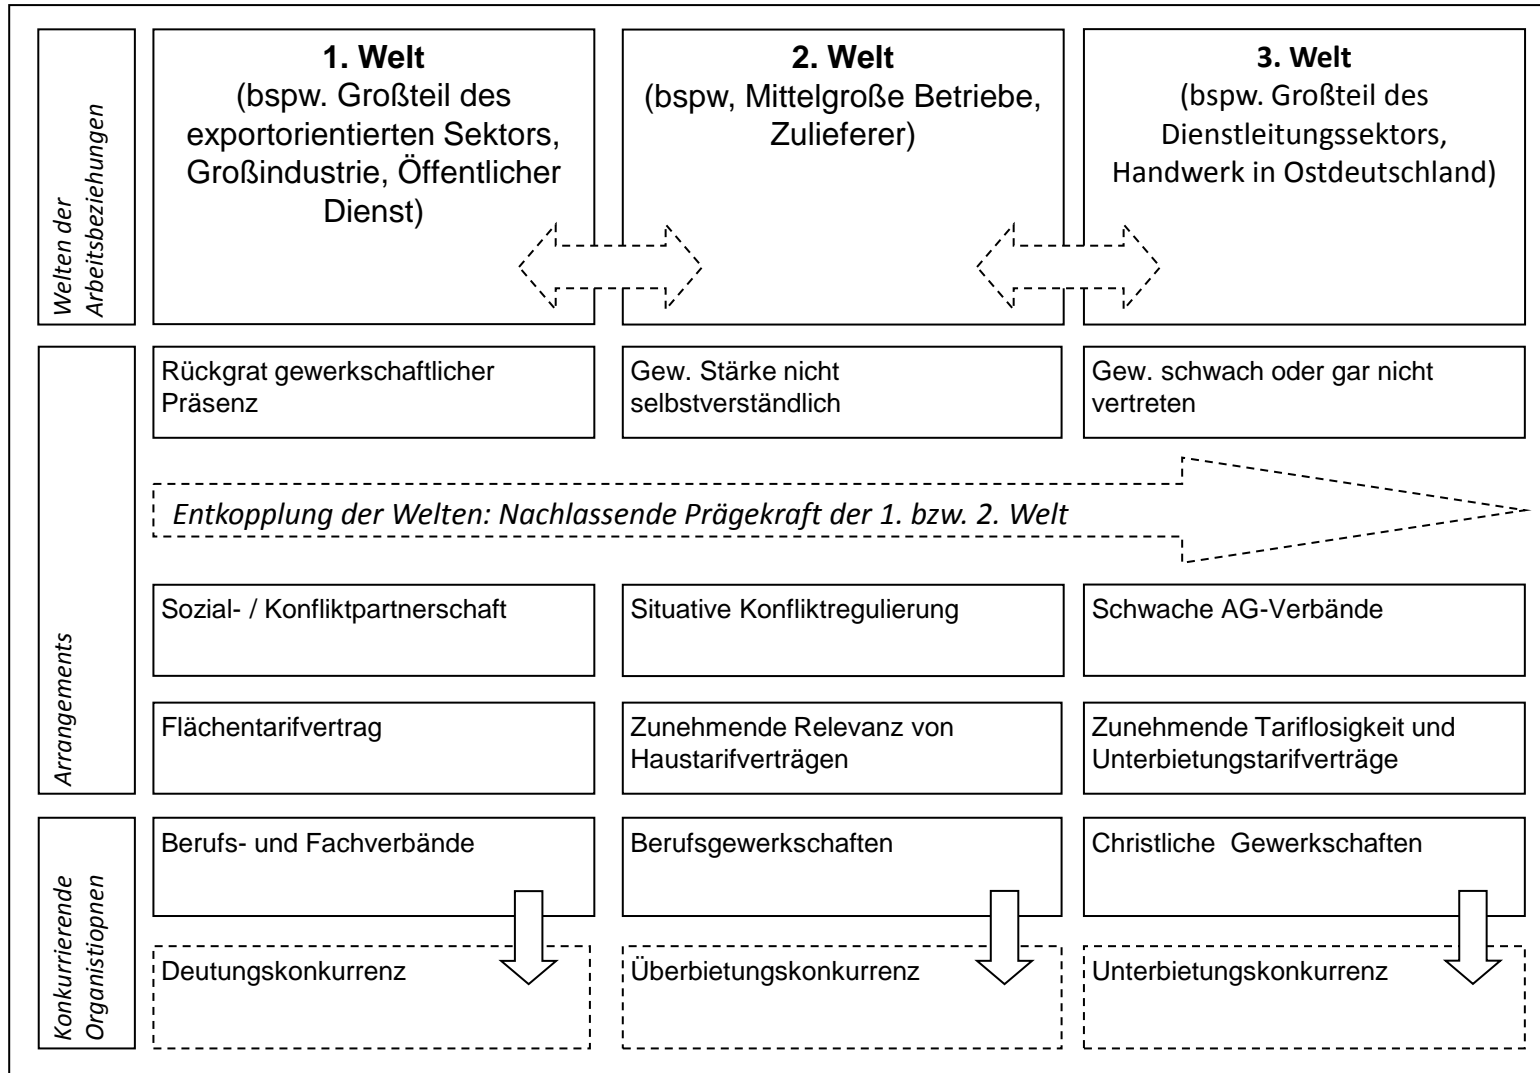 Welten der
Arbeitsbeziehungen
1. Welt
(bspw. Großteil des
exportorientierten Sektors,
Großindustrie, Öffentlicher
Dienst)
2. Welt
(bspw, Mittelgroße Betriebe,
Zulieferer)
3. Welt
(bspw. Großteil des
Dienstleitungssektors,
Handwerk in Ostdeutschland)
Arrangements
Rückgrat gewerkschaftlicher
Präsenz
Gew. Stärke nicht
selbstverständlich
Gew. schwach oder gar nicht
vertreten
Entkopplung der Welten: Nachlassende Prägekraft der 1. bzw. 2. Welt
Sozial- / Konfliktpartnerschaft
Situative Konfliktregulierung
Schwache AG-Verbände
Flächentarifvertrag
Zunehmende Relevanz von
Haustarifverträgen
Zunehmende Tariflosigkeit und
Unterbietungstarifverträge
Konkurrierende
Organistiopnen
Berufs- und Fachverbände
Berufsgewerkschaften
Christliche  Gewerkschaften
Deutungskonkurrenz
Überbietungskonkurrenz
Unterbietungskonkurrenz